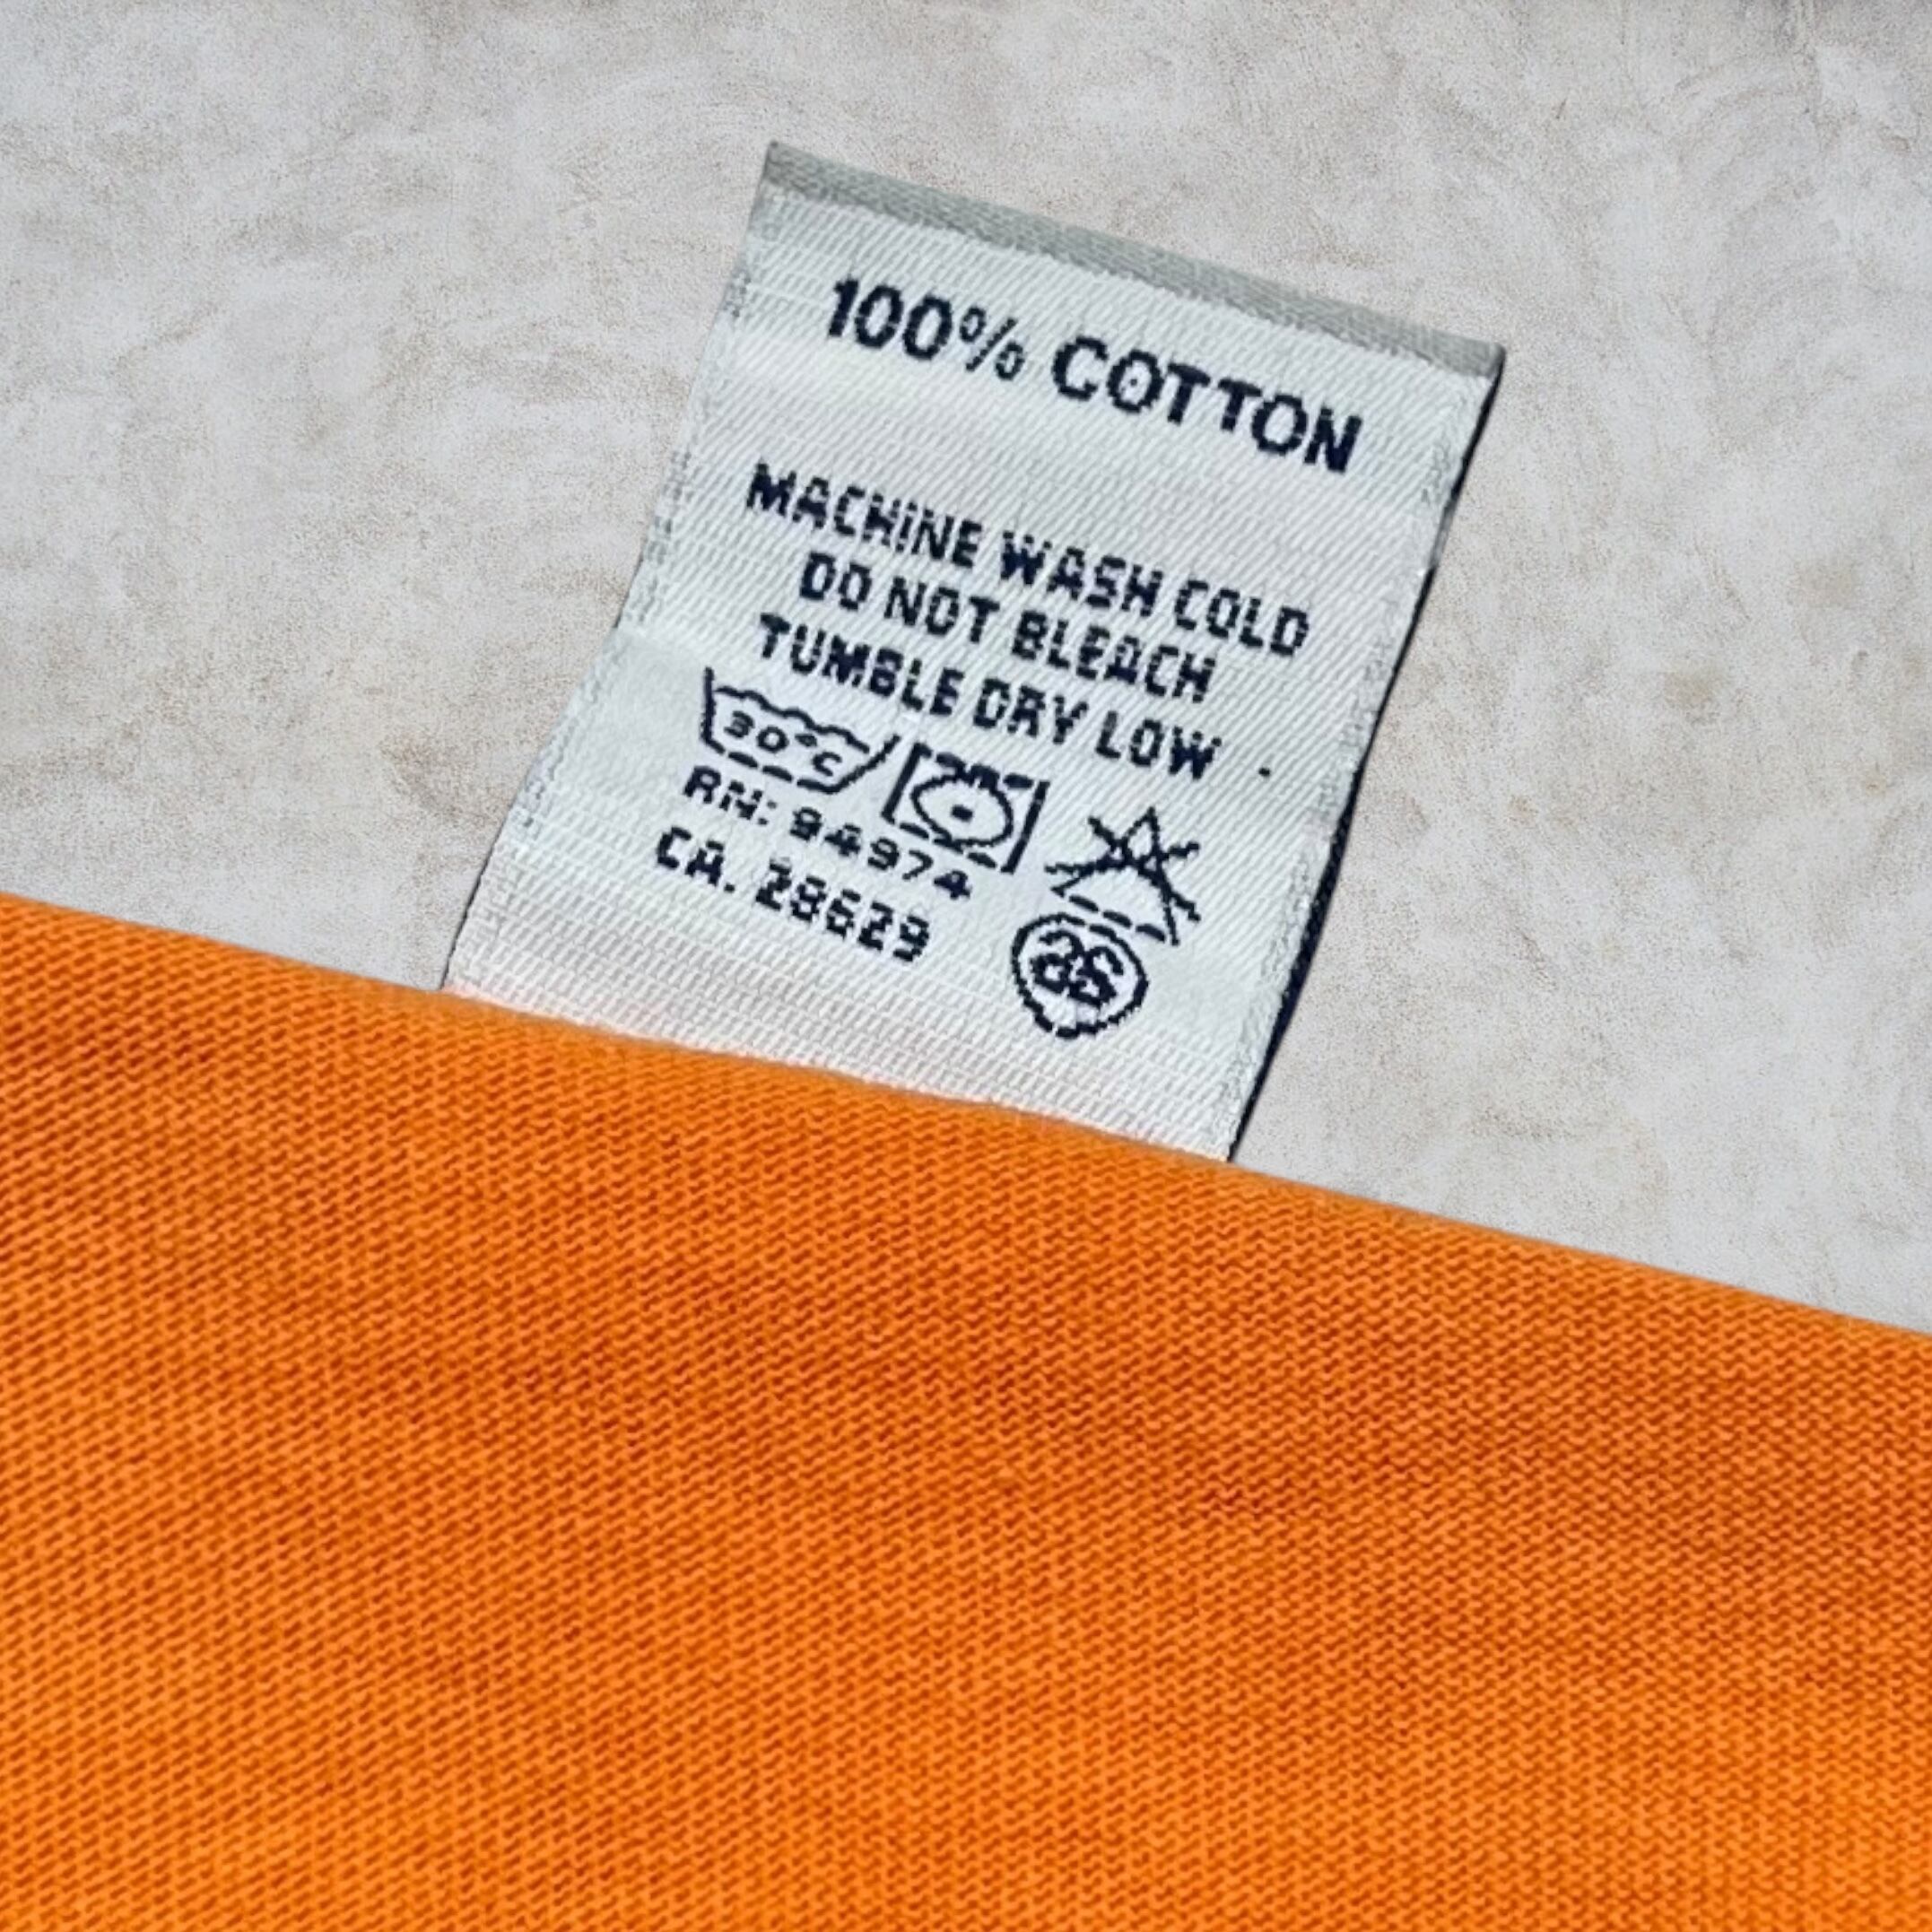 100% COTTON
MACHINE WASH COLD
DO NOT BLEACH
TUMBLE DRY LOW
30°C
RN: 94974
CA. 28629